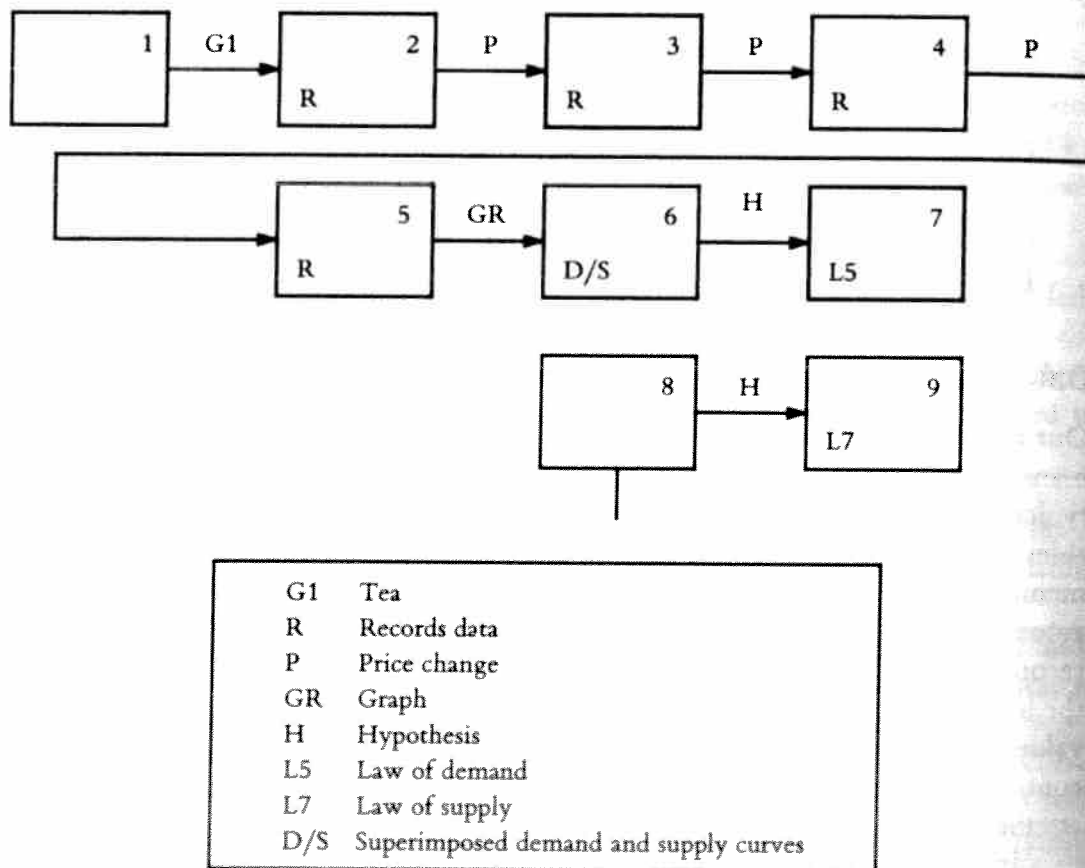 1 G1 2 P 3 P 4 P
R R R
5 GR 6 H 7
R D/S L5
8 H 9
L7
G1 Tea
R Records data
P Price change
GR Graph
H Hypothesis
L5 Law of demand
L7 Law of supply
D/S Superimposed demand and supply curves